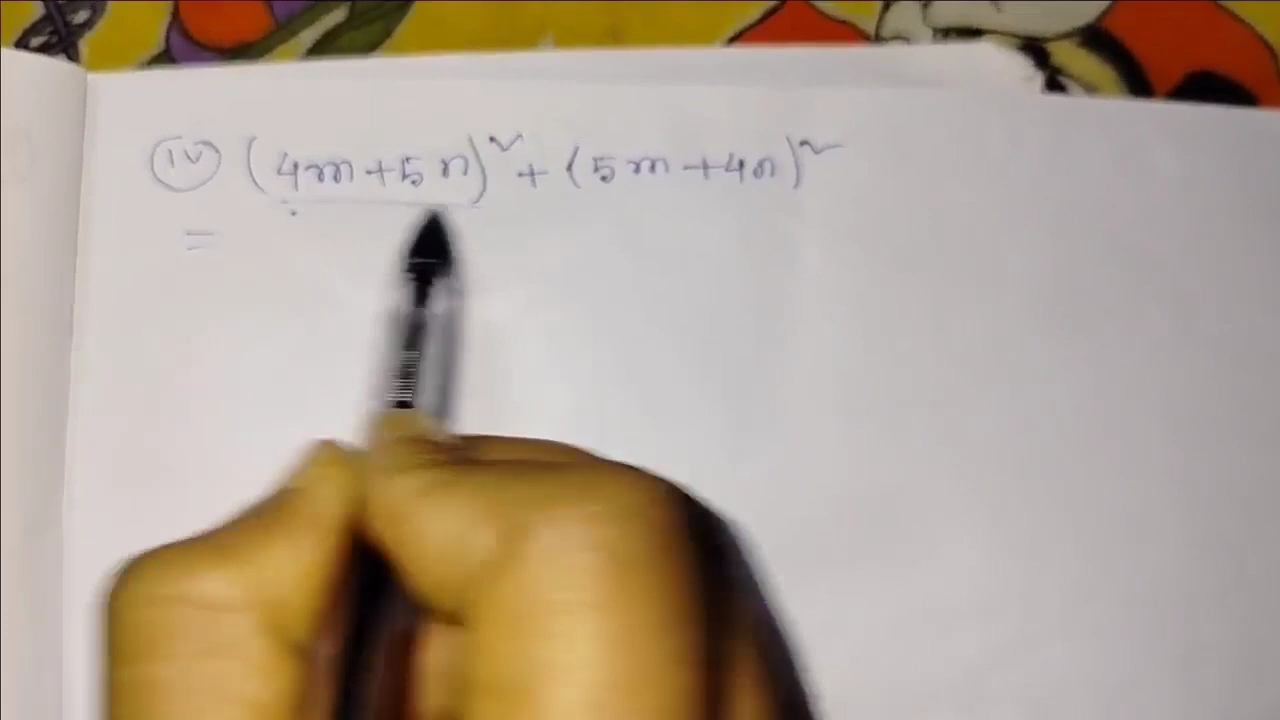 (iv) (4m+5n)² + (5m+4n)²
=